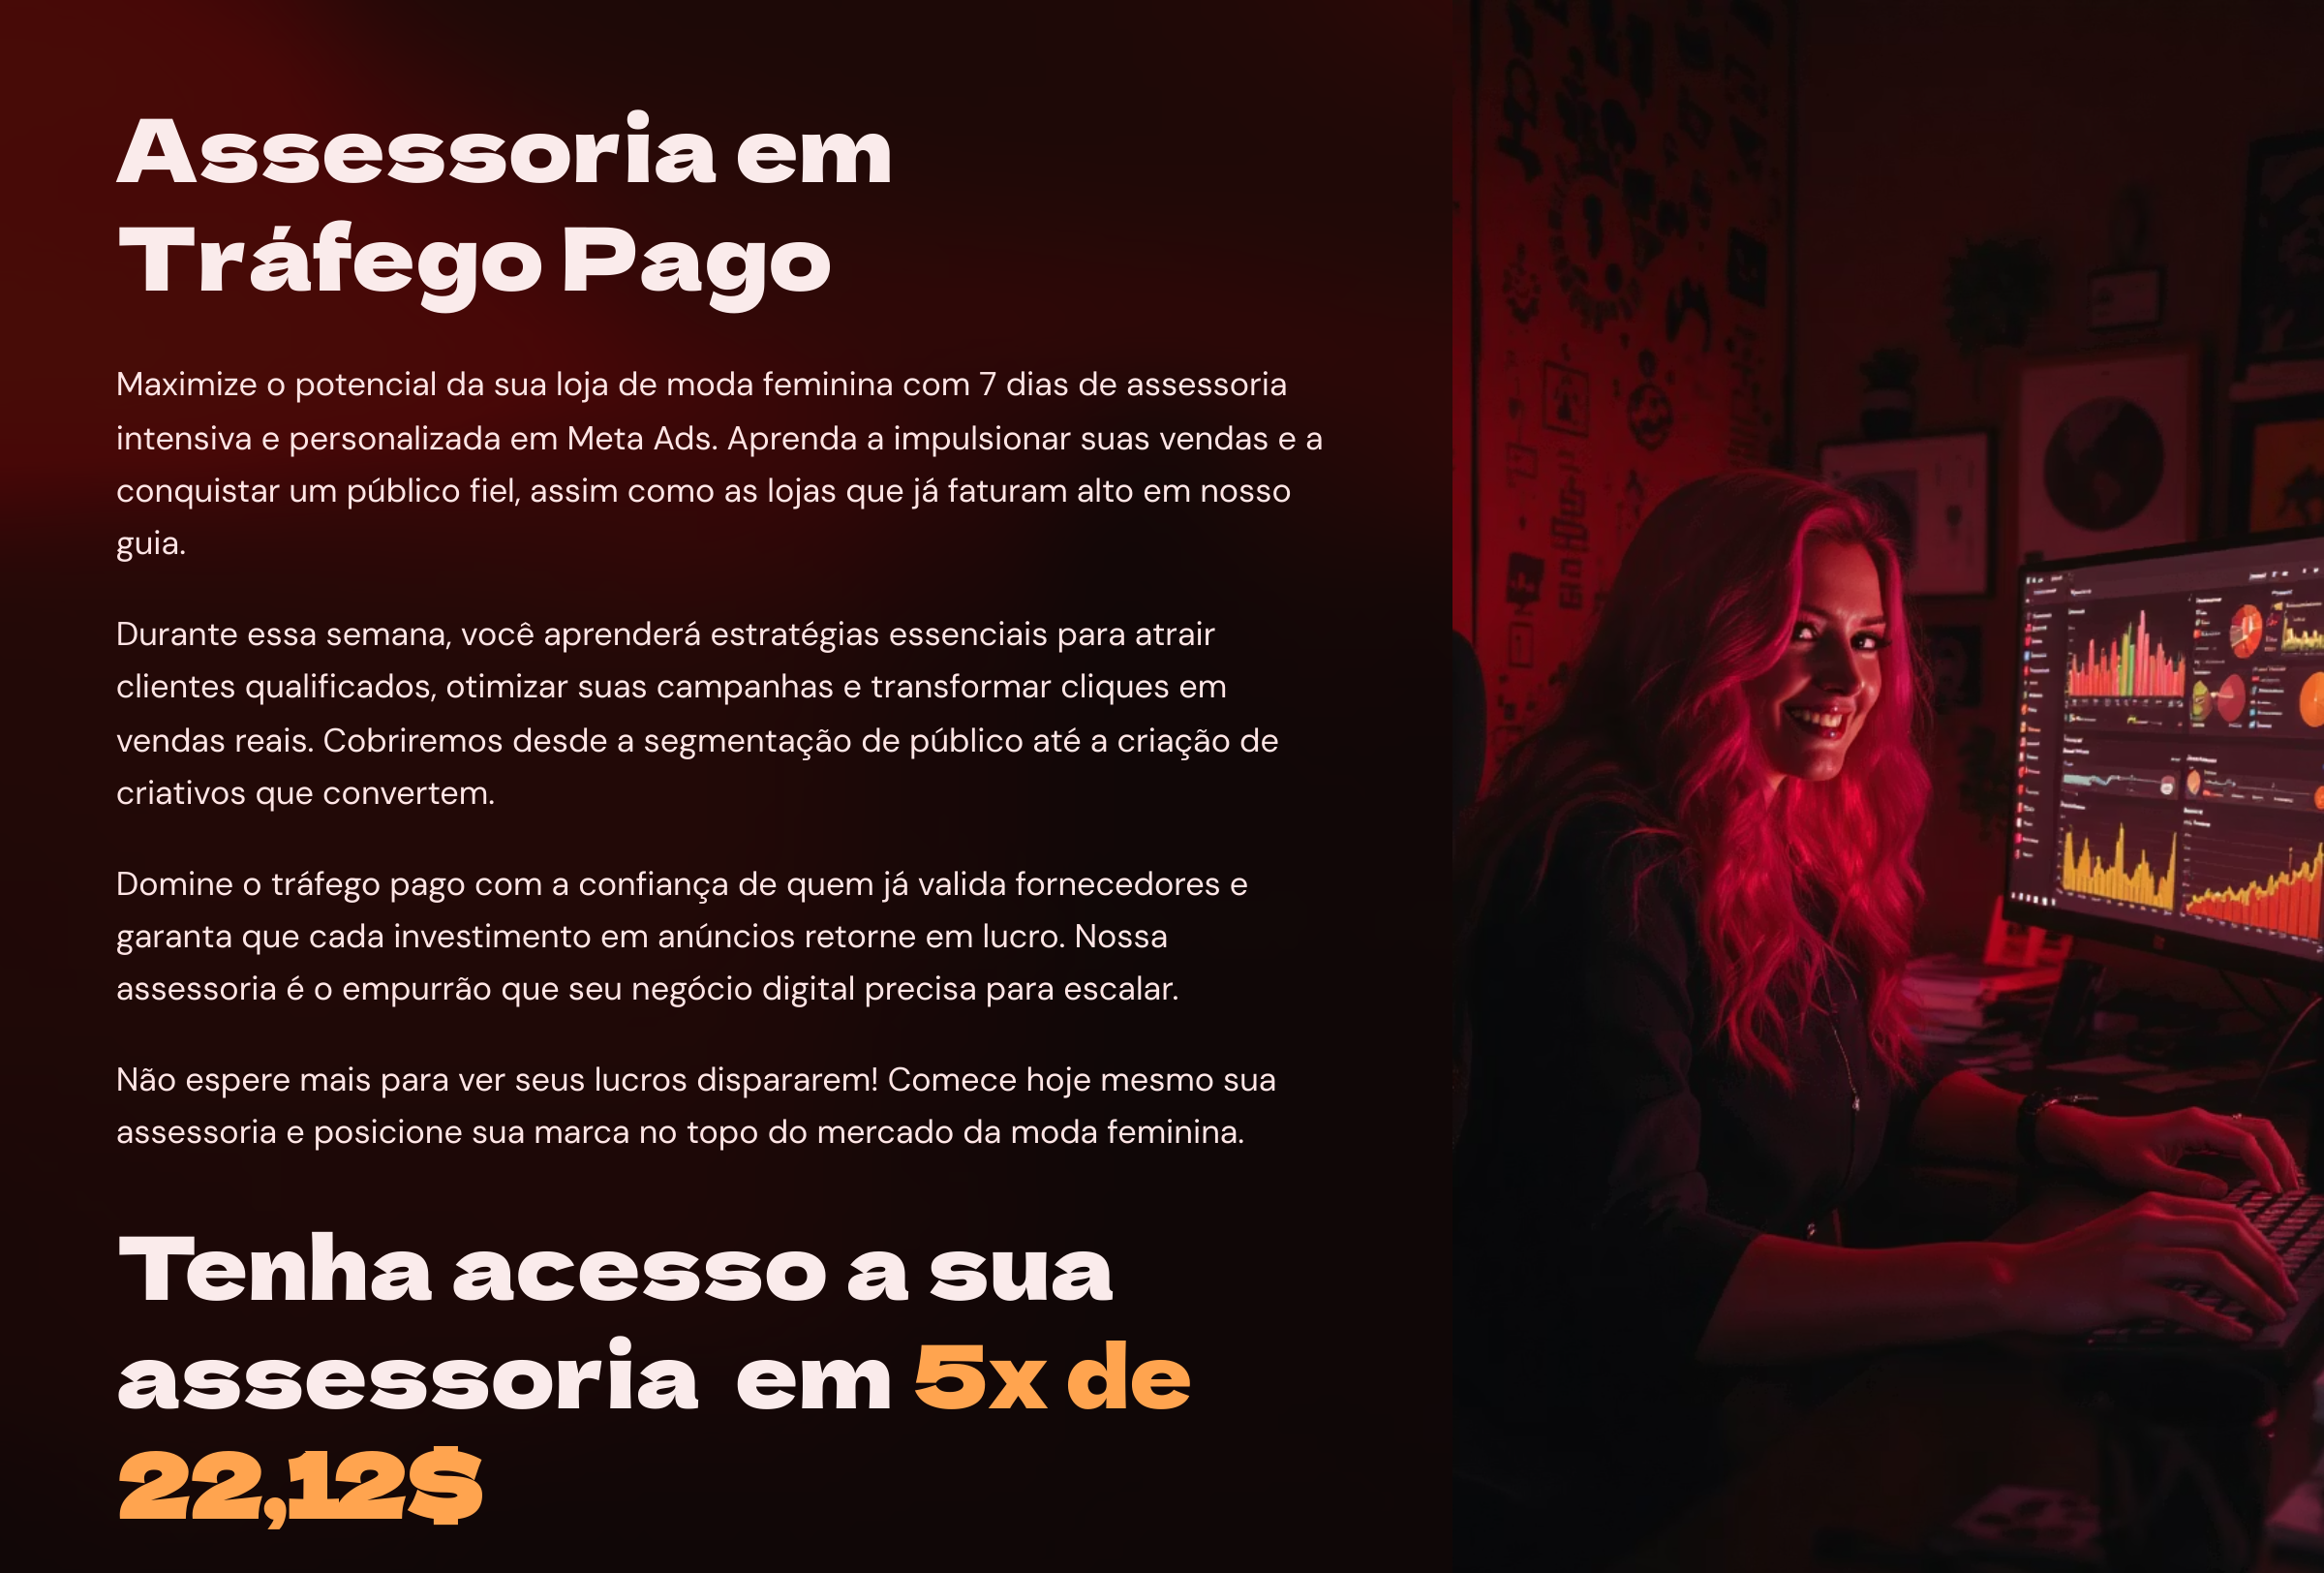 Assessoria em
Tráfego Pago
Maximize o potencial da sua loja de moda feminina com 7 dias de assessoria
intensiva e personalizada em Meta Ads. Aprenda a impulsionar suas vendas e a
conquistar um público fiel, assim como as lojas que já faturam alto em nosso
guia.
Durante essa semana, você aprenderá estratégias essenciais para atrair
clientes qualificados, otimizar suas campanhas e transformar cliques em
vendas reais. Cobriremos desde a segmentação de público até a criação de
criativos que convertem.
Domine o tráfego pago com a confiança de quem já valida fornecedores e
garanta que cada investimento em anúncios retorne em lucro. Nossa
assessoria é o empurrão que seu negócio digital precisa para escalar.
Não espere mais para ver seus lucros dispararem! Comece hoje mesmo sua
assessoria e posicione sua marca no topo do mercado da moda feminina.
Tenha acesso a sua
assessoria em 5x de
22,12$